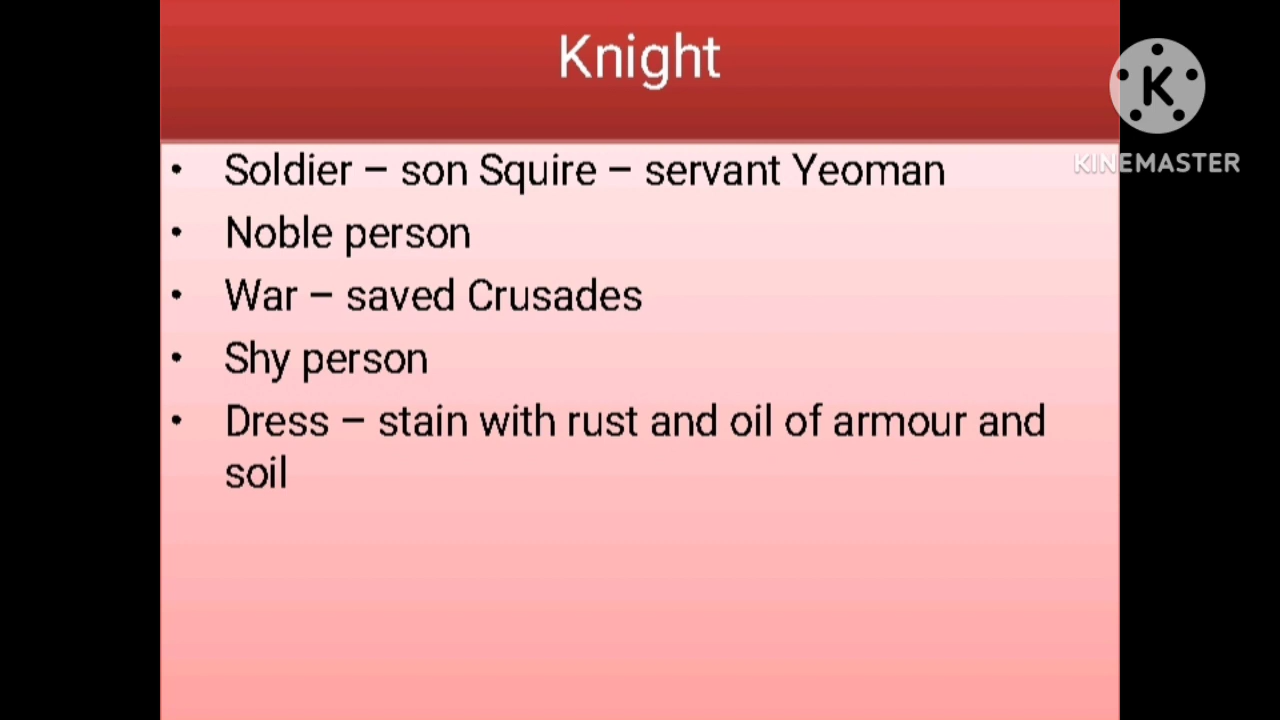 Knight
K
KINEMASTER
• Soldier – son Squire – servant Yeoman
• Noble person
• War – saved Crusades
• Shy person
• Dress – stain with rust and oil of armour and
soil